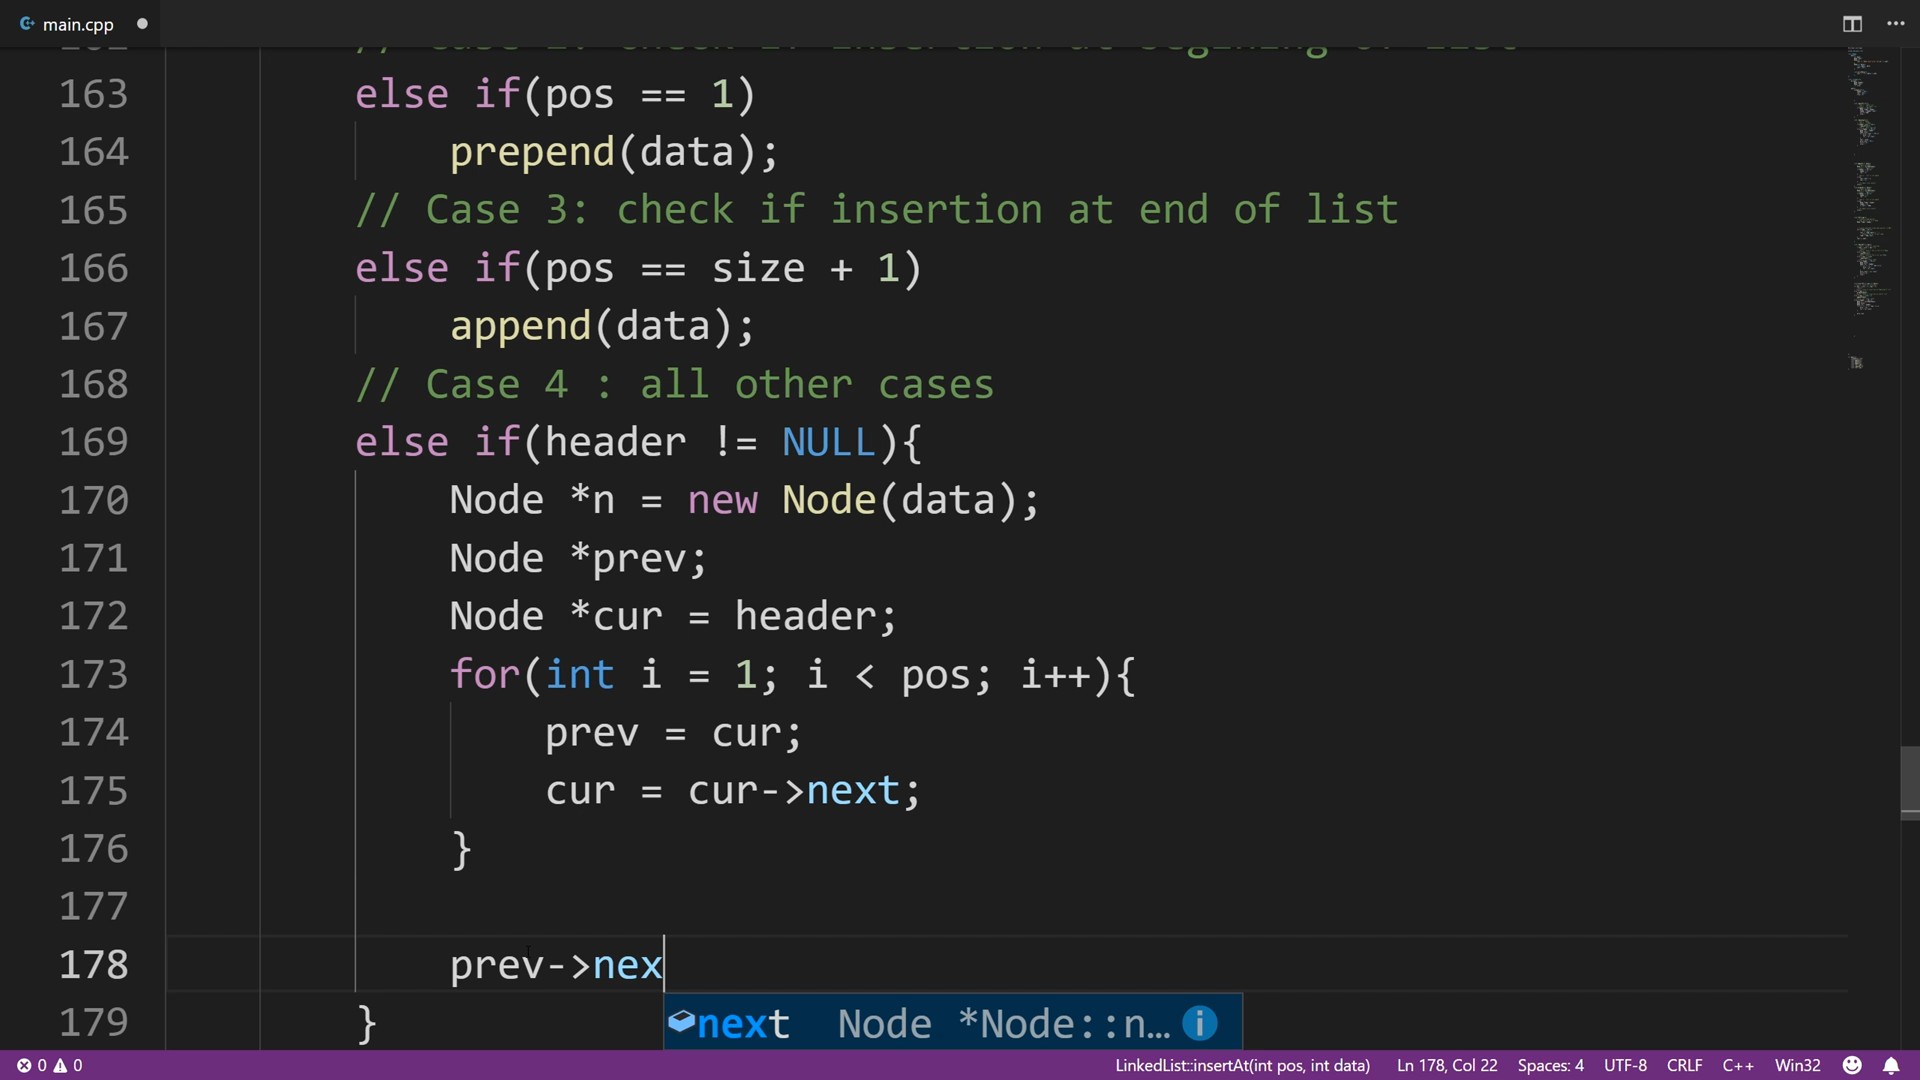 main.cpp
163 else if(pos == 1)
164 prepend(data);
165 // Case 3: check if insertion at end of list
166 else if(pos == size + 1)
167 append(data);
168 // Case 4 : all other cases
169 else if(header != NULL){
170 Node *n = new Node(data);
171 Node *prev;
172 Node *cur = header;
173 for(int i = 1; i < pos; i++){
174 prev = cur;
175 cur = cur->next;
176 }
177
178 prev->nex
next Node *Node::n…
179 }
0 0 LinkedList::insertAt(int pos, int data) Ln 178, Col 22 Spaces: 4 UTF-8 CRLF C++ Win32